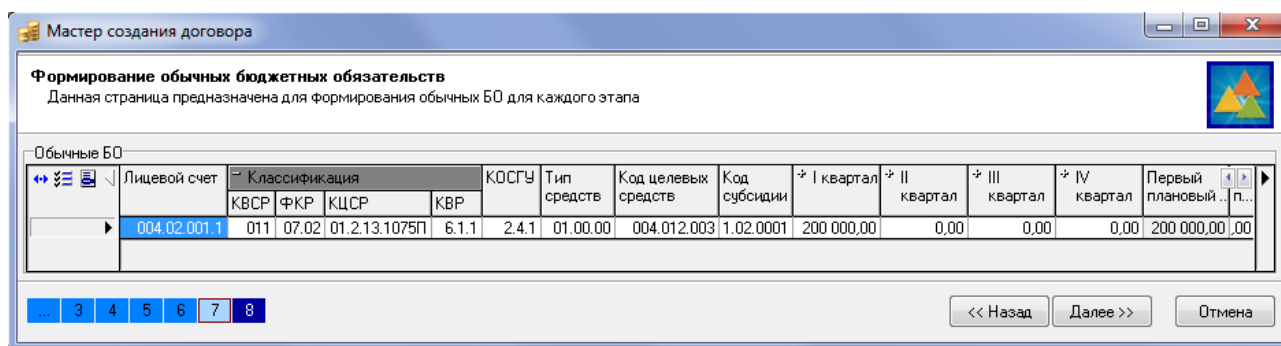 Мастер создания договора
Формирование обычных бюджетных обязательств
Данная страница предназначена для формирования обычных БО для каждого этапа
Обычные БО
Лицевой счет Классификация КОСГУ Тип средств Код целевых средств Код субсидии I квартал II квартал III квартал IV квартал Первый плановый .. п...
КВСР ФКР КЦСР КВР
004.02.001.1 011 07.02 01.2.13.1075П 6.1.1 2.4.1 01.00.00 004.012.003 1.02.0001 200 000,00 0,00 0,00 0,00 200 000,00 ,00
... 3 4 5 6 7 8 << Назад Далее >> Отмена